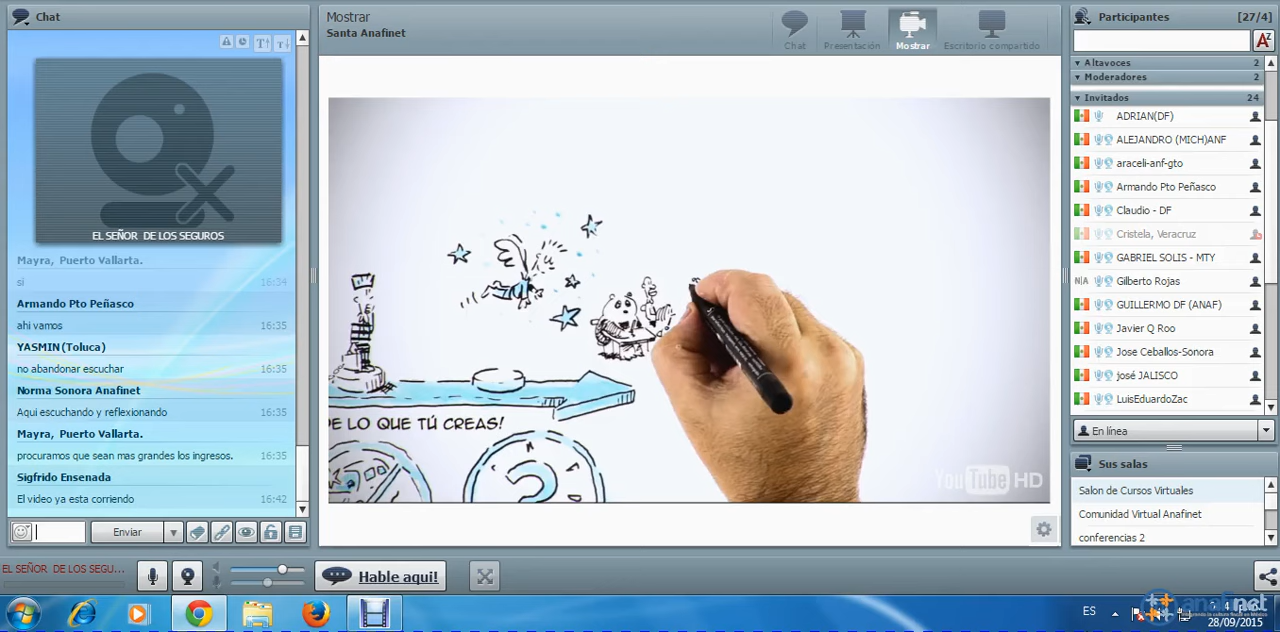 Chat
EL SEÑOR DE LOS SEGUROS
Mayra, Puerto Vallarta.
si 16:34
Armando Pto Peñasco
ahi vamos 16:35
YASMIN(Toluca)
no abandonar escuchar 16:35
Norma Sonora Anafinet
Aqui escuchando y reflexionando 16:35
Mayra, Puerto Vallarta.
procuramos que sean mas grandes los ingresos. 16:35
Sigfrido Ensenada
El video ya esta corriendo 16:42
Enviar
EL SEÑOR DE LOS SEGU...
Mostrar
Santa Anafinet
Chat Presentación Mostrar Escritorio compartido
DE LO QUE TÚ CREAS!
?
YouTube HD
Hable aqui!
Participantes [27/4]
Altavoces 2
Moderadores 2
Invitados 24
ADRIAN(DF)
ALEJANDRO (MICH)ANF
araceli-anf-gto
Armando Pto Peñasco
Claudio - DF
Cristela, Veracruz
GABRIEL SOLIS - MTY
N/A Gilberto Rojas
GUILLERMO DF (ANAF)
Javier Q Roo
Jose Ceballos-Sonora
josé JALISCO
LuisEduardoZac
En línea
Sus salas
Salon de Cursos Virtuales
Comunidad Virtual Anafinet
conferencias 2
ES
anafinet
28/09/2015